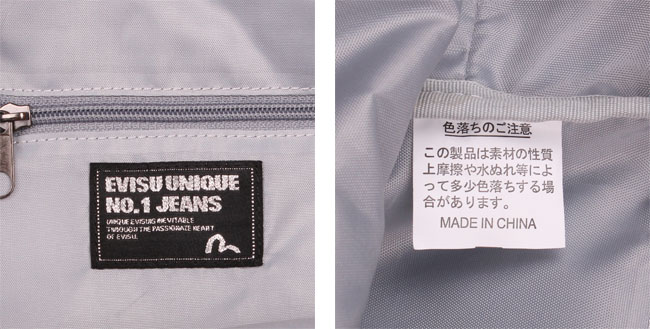 EVISU UNIQUE
NO.1 JEANS
UNIQUE EVISU IS INEVITABLE
THROUGH THE PASSIONATE HEART
OF EVISU.
色落ちのご注意
この製品は素材の性質
上摩擦や水ぬれ等によ
って多少色落ちする場
合があります。
MADE IN CHINA